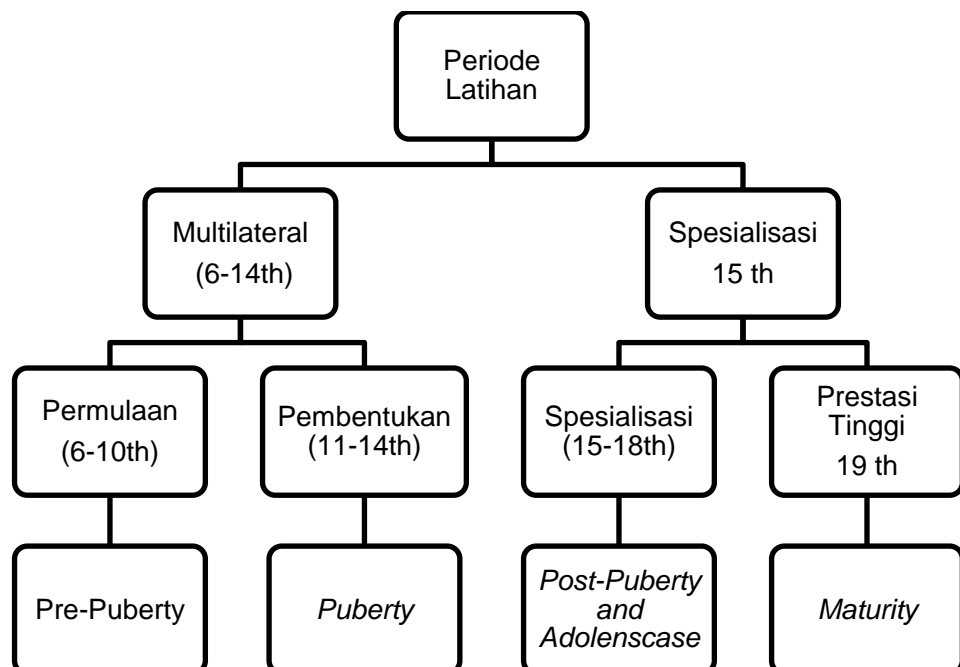 Periode
Latihan
Multilateral
(6-14th)
Spesialisasi
15 th
Permulaan
(6-10th)
Pembentukan
(11-14th)
Spesialisasi
(15-18th)
Prestasi
Tinggi
19 th
Pre-Puberty
Puberty
Post-Puberty
and
Adolenscase
Maturity